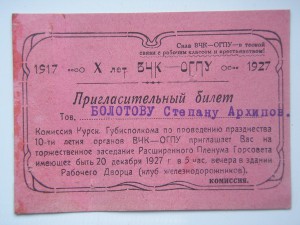 Сила ВЧК—ОГПУ—в тесной
связи с рабочим классом и крестьянством!
1917 X лет ВЧК—ОГПУ 1927
Пригласительный билет
Тов. БОЛОТОВУ Степану Архипов.
Комиссия Курск. Губисполкома по проведению празднества
10-ти летия органов ВЧК—ОГПУ приглашает Вас на
торжественное заседание Расширенного Пленума Горсовета
имеющее быть 20 декабря 1927 г. в 5 час. вечера в здании
Рабочего Дворца (клуб железнодорожников).
КОМИССИЯ.